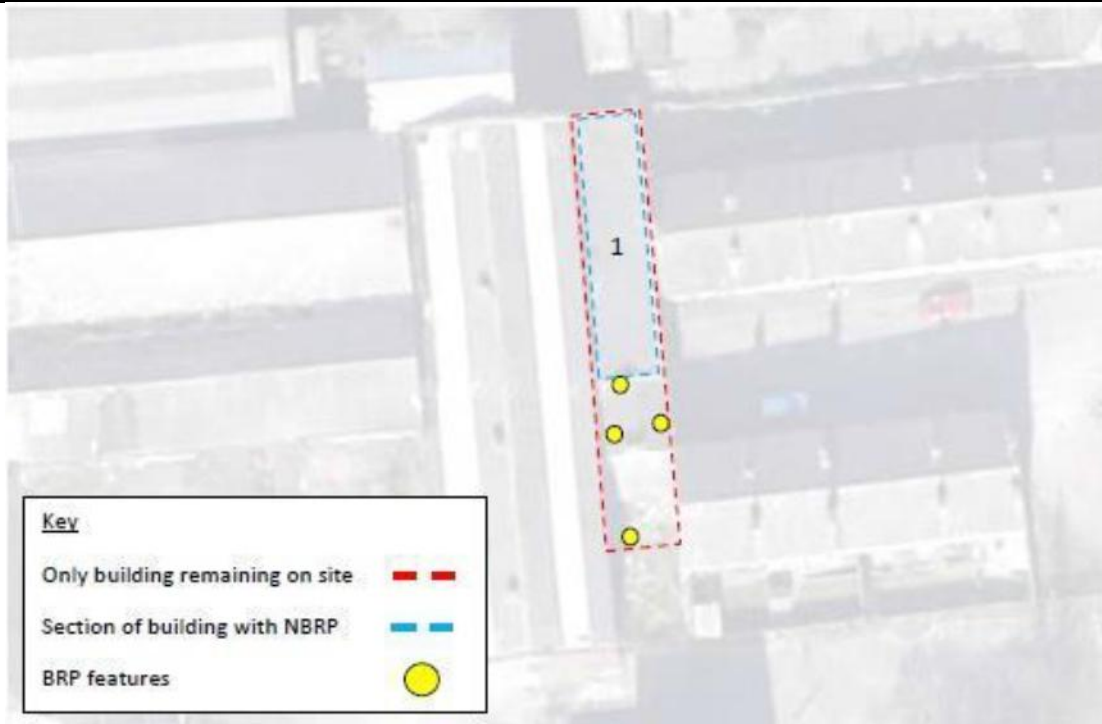 1
Key
Only building remaining on site
Section of building with NBRP
BRP features